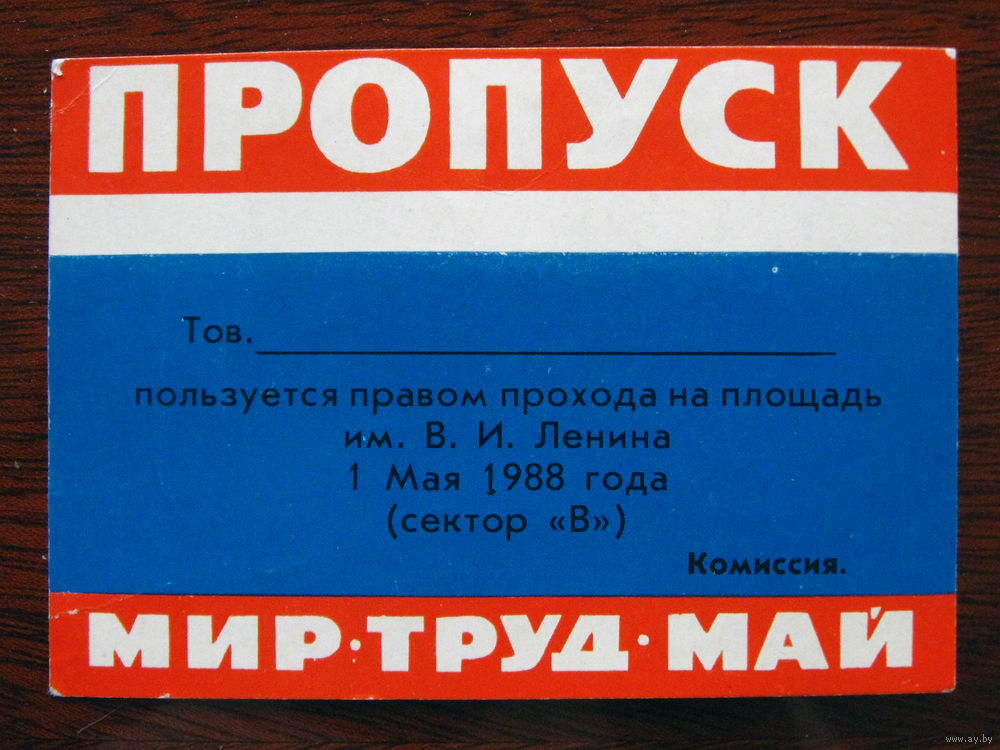 ПРОПУСК
Тов.
пользуется правом прохода на площадь
им. В. И. Ленина
1 Мая 1988 года
(сектор «В»)
Комиссия.
МИР·ТРУД·МАЙ
www.ay.by